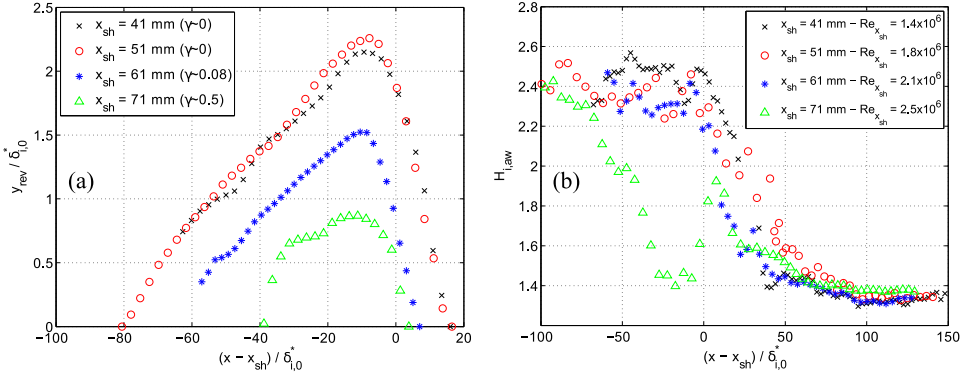 x_sh = 41 mm (γ~0)
x_sh = 51 mm (γ~0)
x_sh = 61 mm (γ~0.08)
x_sh = 71 mm (γ~0.5)
2.5
2
1.5
1
0.5
0
y_rev / δ*_i,0
(a)
−100 −80 −60 −40 −20 0 20
(x − x_sh) / δ*_i,0
x_sh = 41 mm − Re_x_sh = 1.4x10^6
x_sh = 51 mm − Re_x_sh = 1.8x10^6
x_sh = 61 mm − Re_x_sh = 2.1x10^6
x_sh = 71 mm − Re_x_sh = 2.5x10^6
2.6
2.4
2.2
2
1.8
1.6
1.4
H_i,aw
(b)
−100 −50 0 50 100 150
(x − x_sh) / δ*_i,0